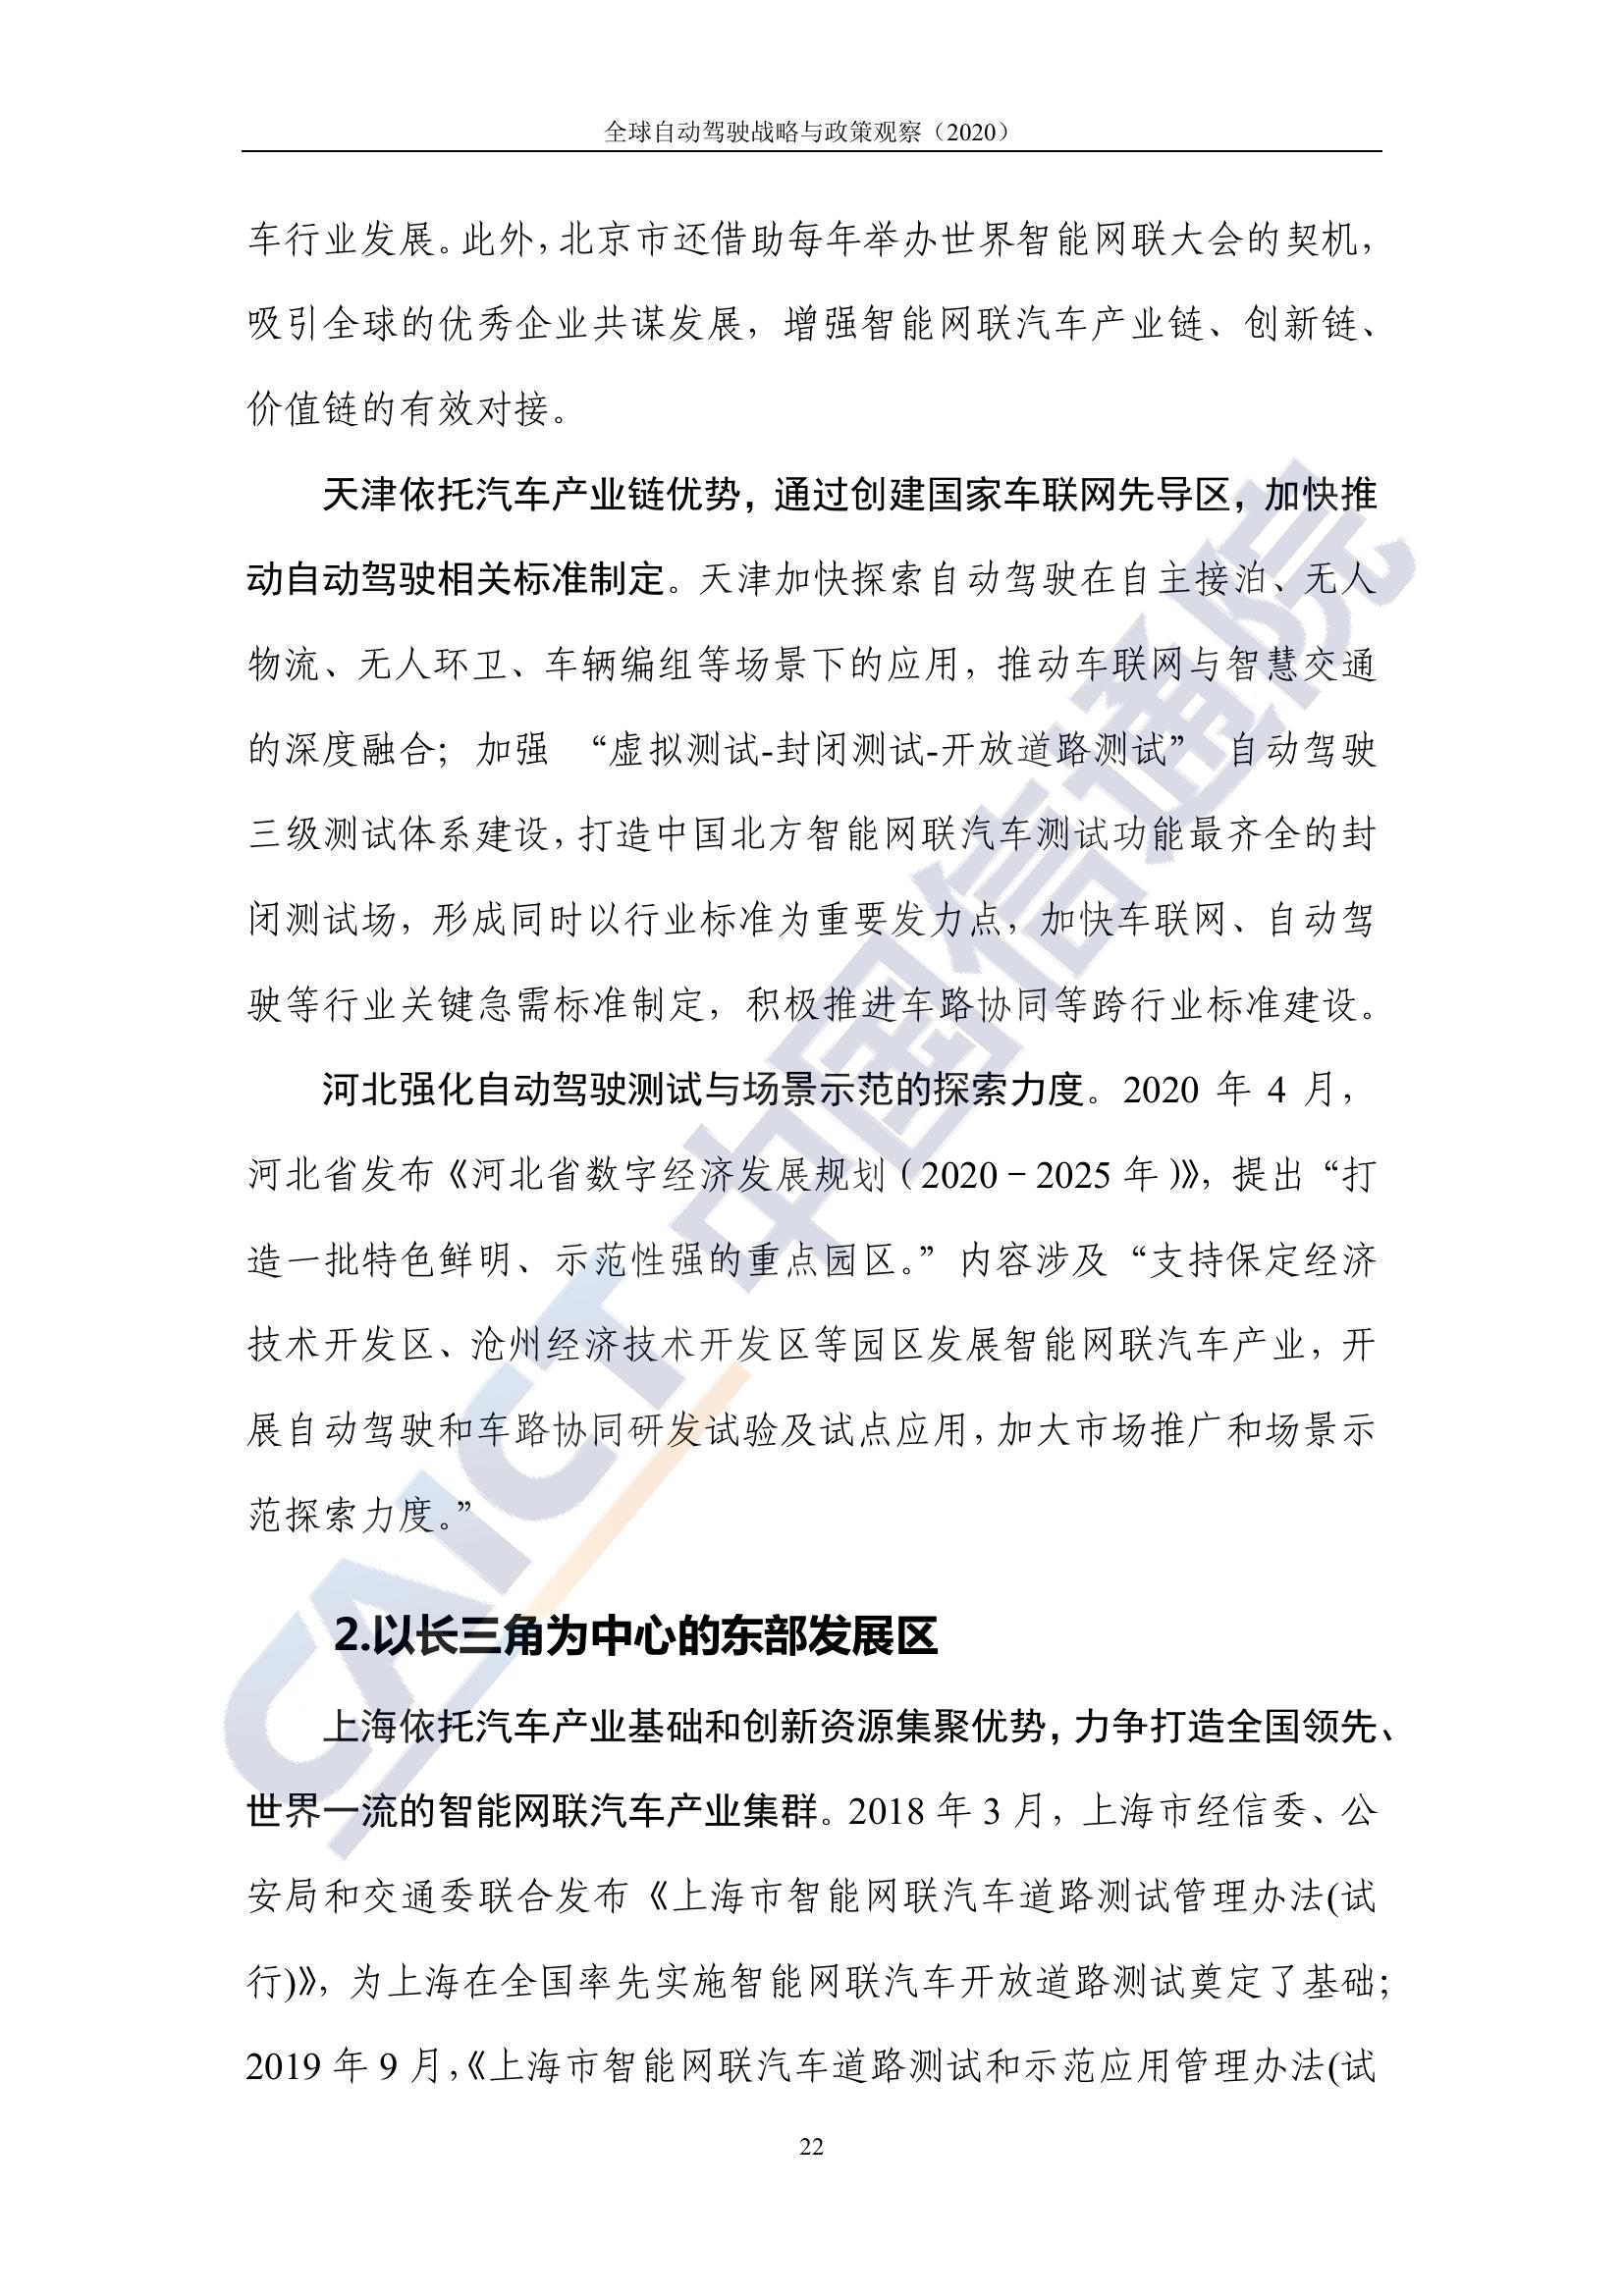 全球自动驾驶战略与政策观察（2020）
车行业发展。此外，北京市还借助每年举办世界智能网联大会的契机，
吸引全球的优秀企业共谋发展，增强智能网联汽车产业链、创新链、
价值链的有效对接。
天津依托汽车产业链优势，通过创建国家车联网先导区，加快推
动自动驾驶相关标准制定。天津加快探索自动驾驶在自主接泊、无人
物流、无人环卫、车辆编组等场景下的应用，推动车联网与智慧交通
的深度融合；加强 “虚拟测试-封闭测试-开放道路测试” 自动驾驶
三级测试体系建设，打造中国北方智能网联汽车测试功能最齐全的封
闭测试场，形成同时以行业标准为重要发力点，加快车联网、自动驾
驶等行业关键急需标准制定，积极推进车路协同等跨行业标准建设。
河北强化自动驾驶测试与场景示范的探索力度。2020 年 4 月，
河北省发布《河北省数字经济发展规划（2020－2025 年）》，提出“打
造一批特色鲜明、示范性强的重点园区。”内容涉及“支持保定经济
技术开发区、沧州经济技术开发区等园区发展智能网联汽车产业，开
展自动驾驶和车路协同研发试验及试点应用，加大市场推广和场景示
范探索力度。”
2.以长三角为中心的东部发展区
上海依托汽车产业基础和创新资源集聚优势，力争打造全国领先、
世界一流的智能网联汽车产业集群。2018 年 3 月，上海市经信委、公
安局和交通委联合发布《上海市智能网联汽车道路测试管理办法(试
行)》，为上海在全国率先实施智能网联汽车开放道路测试奠定了基础；
2019 年 9 月，《上海市智能网联汽车道路测试和示范应用管理办法(试
22
CAICT 中国信通院